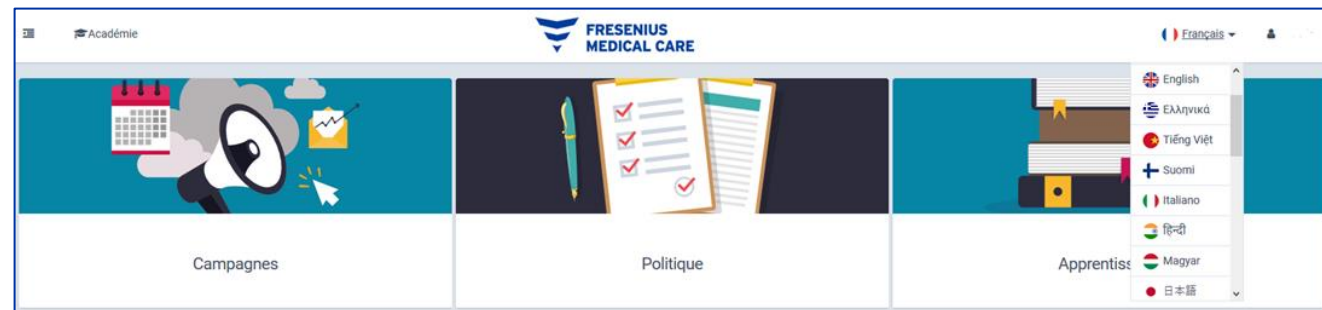 Académie
FRESENIUS
MEDICAL CARE
Français
English
Ελληνικά
Tiếng Việt
Suomi
Italiano
हिन्दी
Magyar
日本語
Campagnes
Politique
Apprentiss